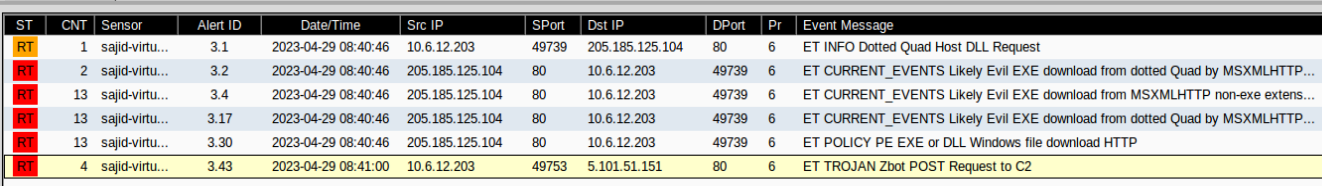 ST CNT Sensor Alert ID Date/Time Src IP SPort Dst IP DPort Pr Event Message
RT 1 sajid-virtu... 3.1 2023-04-29 08:40:46 10.6.12.203 49739 205.185.125.104 80 6 ET INFO Dotted Quad Host DLL Request
RT 2 sajid-virtu... 3.2 2023-04-29 08:40:46 205.185.125.104 80 10.6.12.203 49739 6 ET CURRENT_EVENTS Likely Evil EXE download from dotted Quad by MSXMLHTTP...
RT 13 sajid-virtu... 3.4 2023-04-29 08:40:46 205.185.125.104 80 10.6.12.203 49739 6 ET CURRENT_EVENTS Likely Evil EXE download from MSXMLHTTP non-exe extens...
RT 13 sajid-virtu... 3.17 2023-04-29 08:40:46 205.185.125.104 80 10.6.12.203 49739 6 ET CURRENT_EVENTS Likely Evil EXE download from dotted Quad by MSXMLHTTP...
RT 13 sajid-virtu... 3.30 2023-04-29 08:40:46 205.185.125.104 80 10.6.12.203 49739 6 ET POLICY PE EXE or DLL Windows file download HTTP
RT 4 sajid-virtu... 3.43 2023-04-29 08:41:00 10.6.12.203 49753 5.101.51.151 80 6 ET TROJAN Zbot POST Request to C2